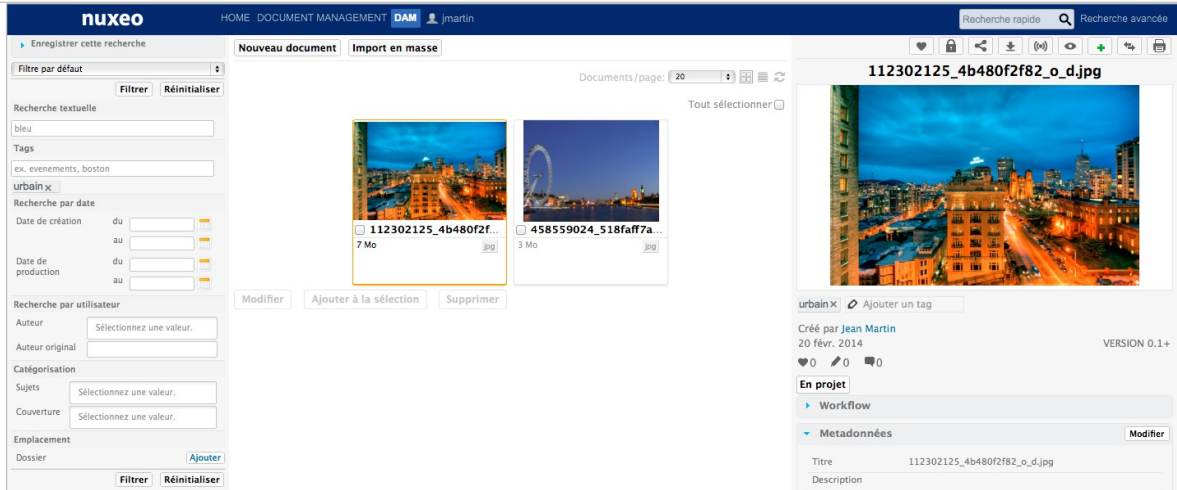 nuxeo HOME DOCUMENT MANAGEMENT DAM jmartin Recherche rapide Recherche avancée
Enregistrer cette recherche
Filtre par défaut
Filtrer Réinitialiser
Recherche textuelle
bleu
Tags
ex. evenements, boston
urbain x
Recherche par date
Date de création du
au
Date de production du
au
Recherche par utilisateur
Auteur Sélectionnez une valeur.
Auteur original
Catégorisation
Sujets Sélectionnez une valeur.
Couverture Sélectionnez une valeur.
Emplacement
Dossier Ajouter
Filtrer Réinitialiser
Nouveau document Import en masse
Documents/page: 20
Tout sélectionner
112302125_4b480f2f...
7 Mo jpg
458559024_518faff7a...
3 Mo jpg
Modifier Ajouter à la sélection Supprimer
112302125_4b480f2f82_o_d.jpg
urbain x Ajouter un tag
Créé par Jean Martin
20 févr. 2014 VERSION 0.1+
0 0 0
En projet
Workflow
Metadonnées Modifier
Titre 112302125_4b480f2f82_o_d.jpg
Description